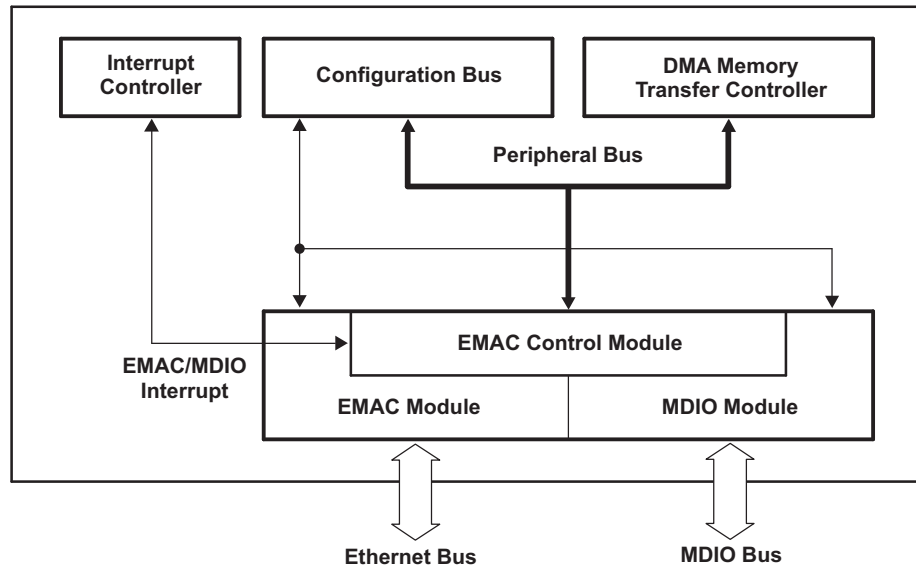 Interrupt
Controller
Configuration Bus
DMA Memory
Transfer Controller
Peripheral Bus
EMAC Control Module
EMAC/MDIO
Interrupt
EMAC Module
MDIO Module
Ethernet Bus
MDIO Bus